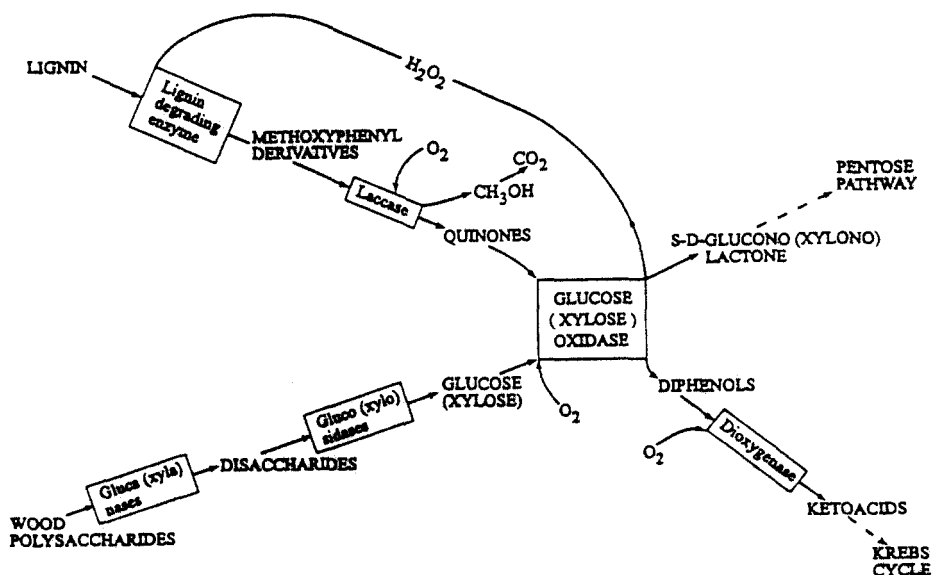 H2O2
LIGNIN
Lignin
degrading
enzyme
METHOXYPHENYL
DERIVATIVES
O2
CO2
CH3OH
Laccase
QUINONES
PENTOSE
PATHWAY
S-D-GLUCONO (XYLONO)
LACTONE
GLUCOSE
( XYLOSE )
OXIDASE
GLUCOSE
(XYLOSE)
O2
DIPHENOLS
Gluco (xylo)
sidases
DISACCHARIDES
O2
Dioxygenase
Gluca (xyla)
nases
KETOACIDS
WOOD
POLYSACCHARIDES
KREBS
CYCLE